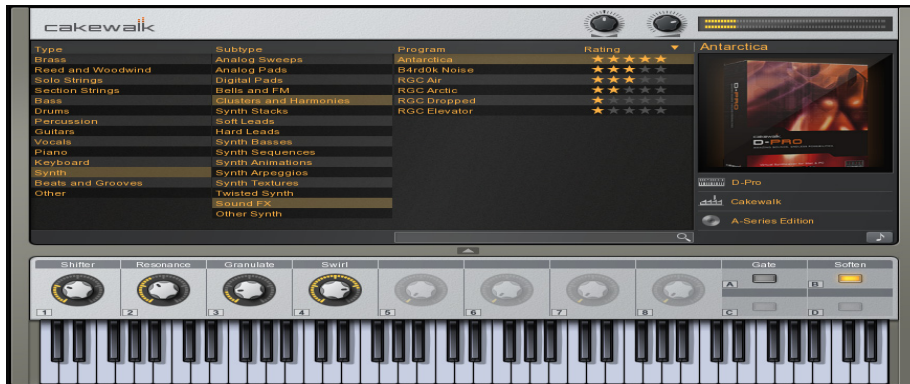 cakewalk
Type
Brass
Reed and Woodwind
Solo Strings
Section Strings
Bass
Drums
Percussion
Guitars
Vocals
Piano
Keyboard
Synth
Beats and Grooves
Other
Subtype
Analog Sweeps
Analog Pads
Digital Pads
Bells and FM
Clusters and Harmonies
Synth Stacks
Soft Leads
Hard Leads
Synth Basses
Synth Sequences
Synth Animations
Synth Arpeggios
Synth Textures
Twisted Synth
Sound FX
Other Synth
Program Rating
Antarctica
B4rd0k Noise
RGC Air
RGC Arctic
RGC Dropped
RGC Elevator
Antarctica
D-PRO
cakewalk
D-PRO
D-Pro
Cakewalk
A-Series Edition
Shifter Resonance Granulate Swirl Gate Soften
A B
1 2 3 4 5 6 7 8 C D